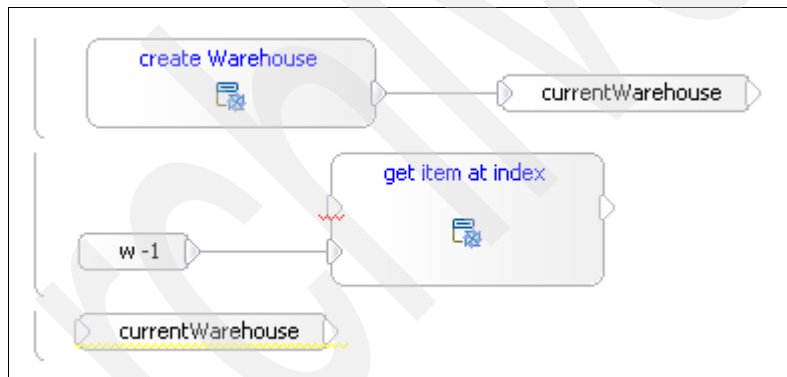 create Warehouse
currentWarehouse
get item at index
w -1
currentWarehouse